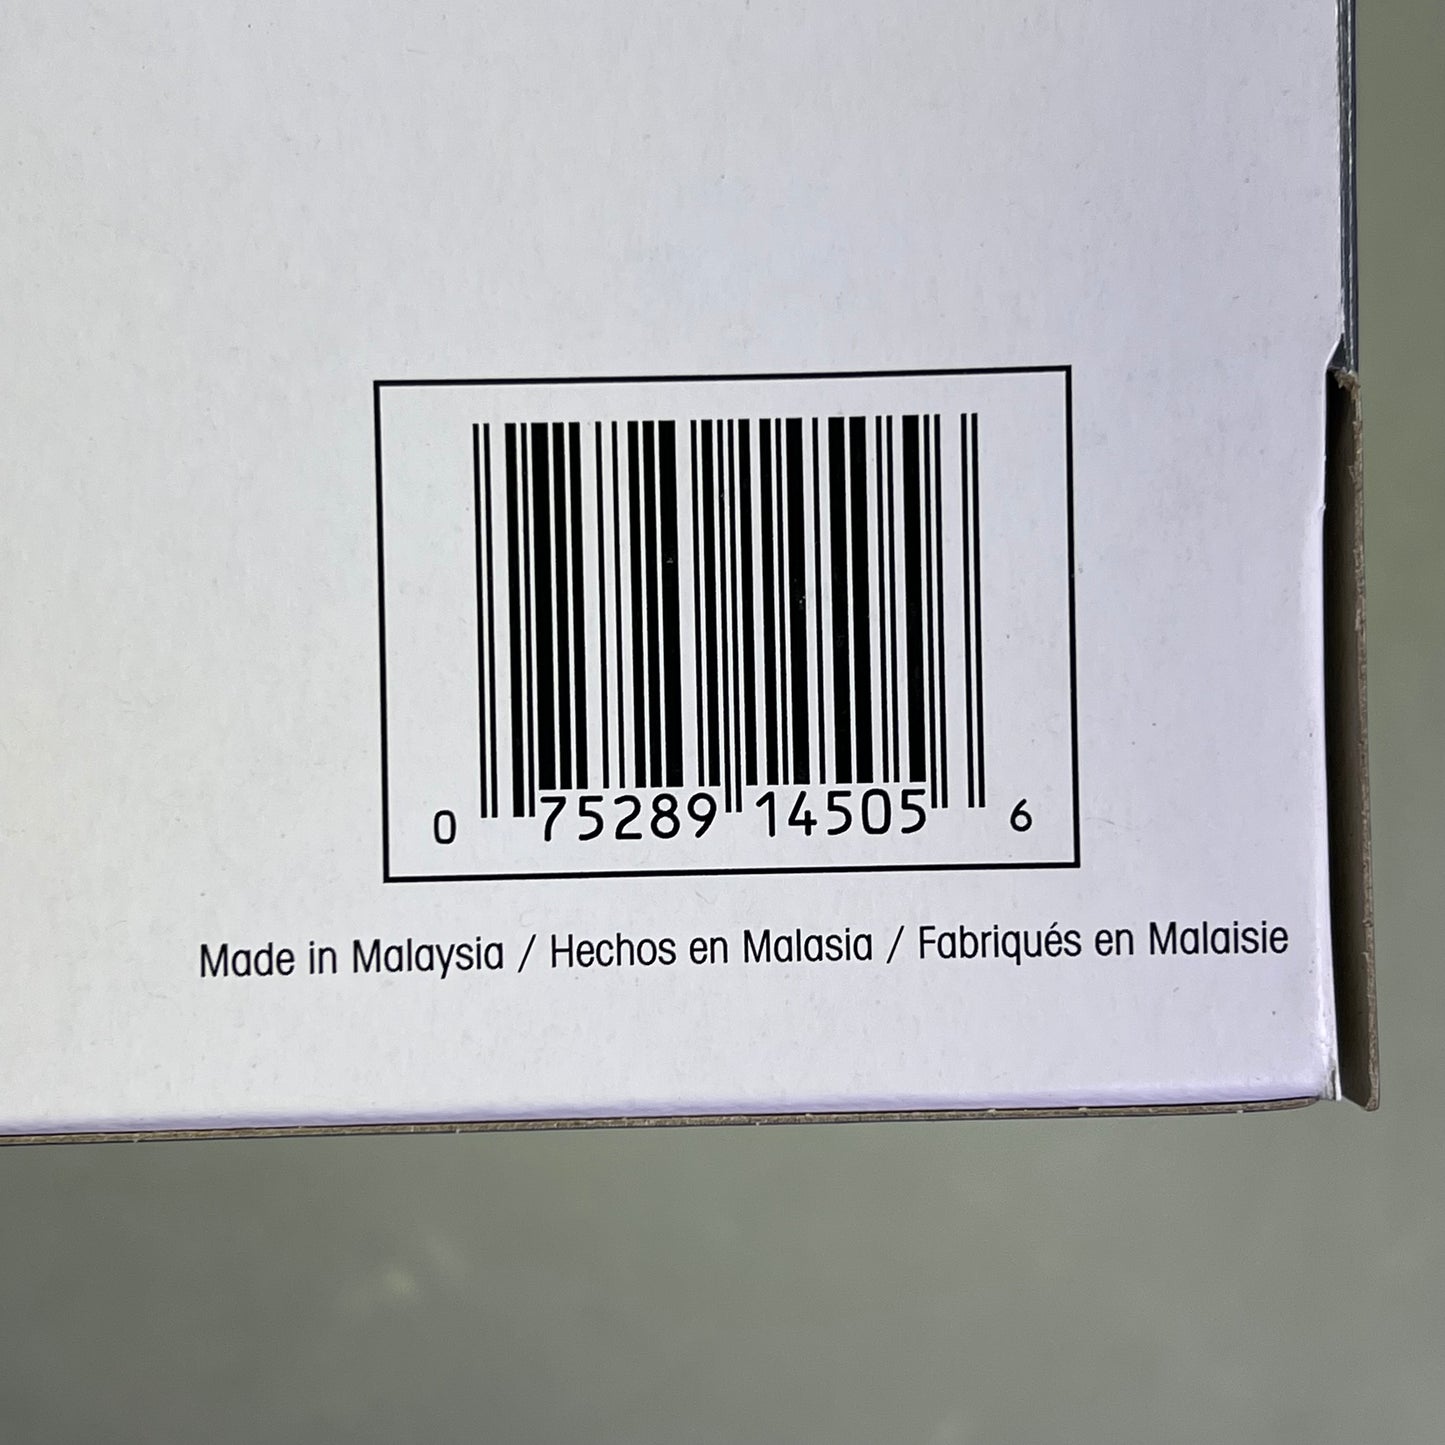 0 75289 14505 6
Made in Malaysia / Hechos en Malasia / Fabriqués en Malaisie